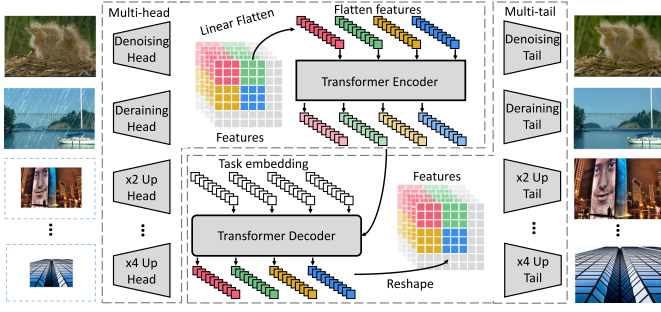 Multi-head
Denoising
Head
Deraining
Head
x2 Up
Head
x4 Up
Head
Linear Flatten
Features
Flatten features
Transformer Encoder
Task embedding
Transformer Decoder
Features
Reshape
Multi-tail
Denoising
Tail
Deraining
Tail
x2 Up
Tail
x4 Up
Tail